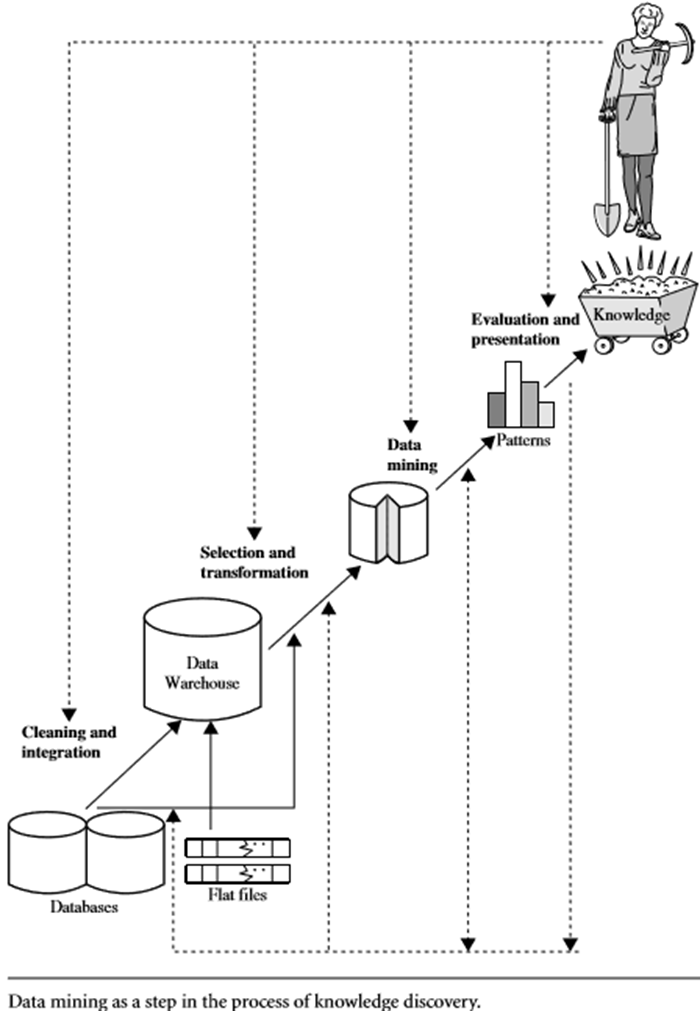 Evaluation and
presentation
Knowledge
Patterns
Data
mining
Selection and
transformation
Data
Warehouse
Cleaning and
integration
Databases
Flat files
Data mining as a step in the process of knowledge discovery.